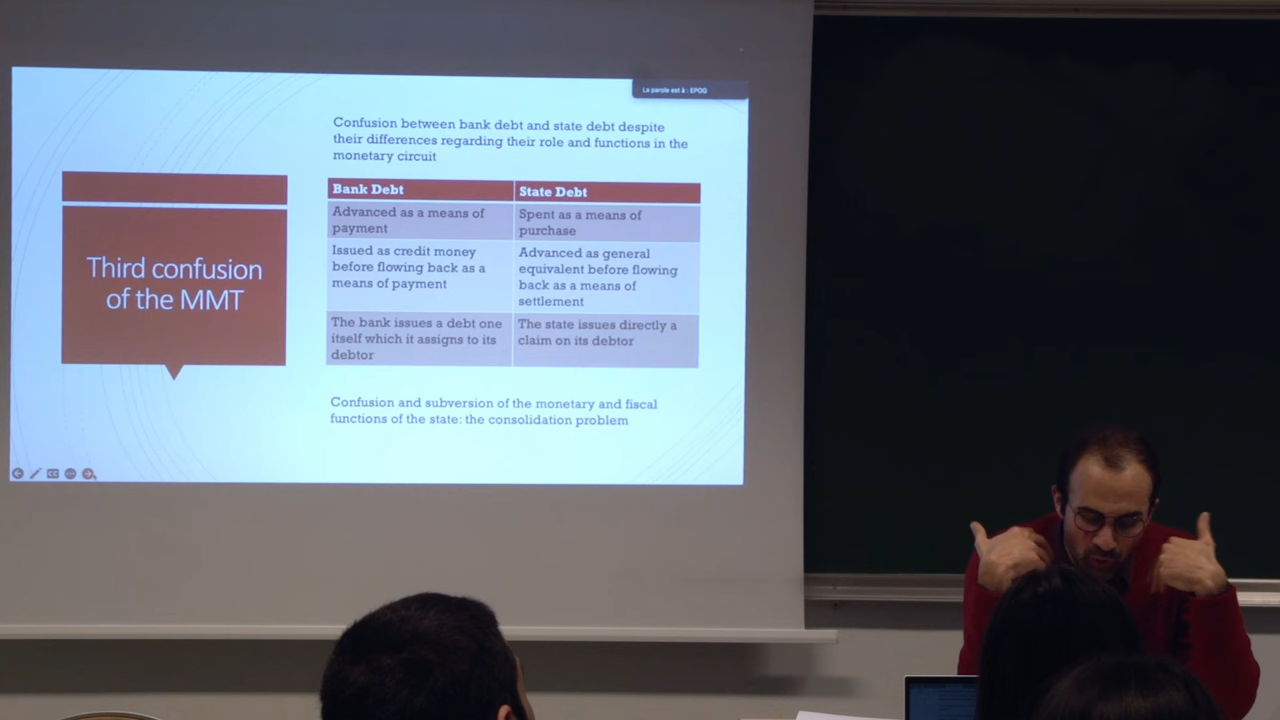 La parole est à : EPOG
Confusion between bank debt and state debt despite
their differences regarding their role and functions in the
monetary circuit
Third confusion
of the MMT
Bank Debt
State Debt
Advanced as a means of
payment
Spent as a means of
purchase
Issued as credit money
before flowing back as a
means of payment
Advanced as general
equivalent before flowing
back as a means of
settlement
The bank issues a debt one
itself which it assigns to its
debtor
The state issues directly a
claim on its debtor
Confusion and subversion of the monetary and fiscal
functions of the state: the consolidation problem